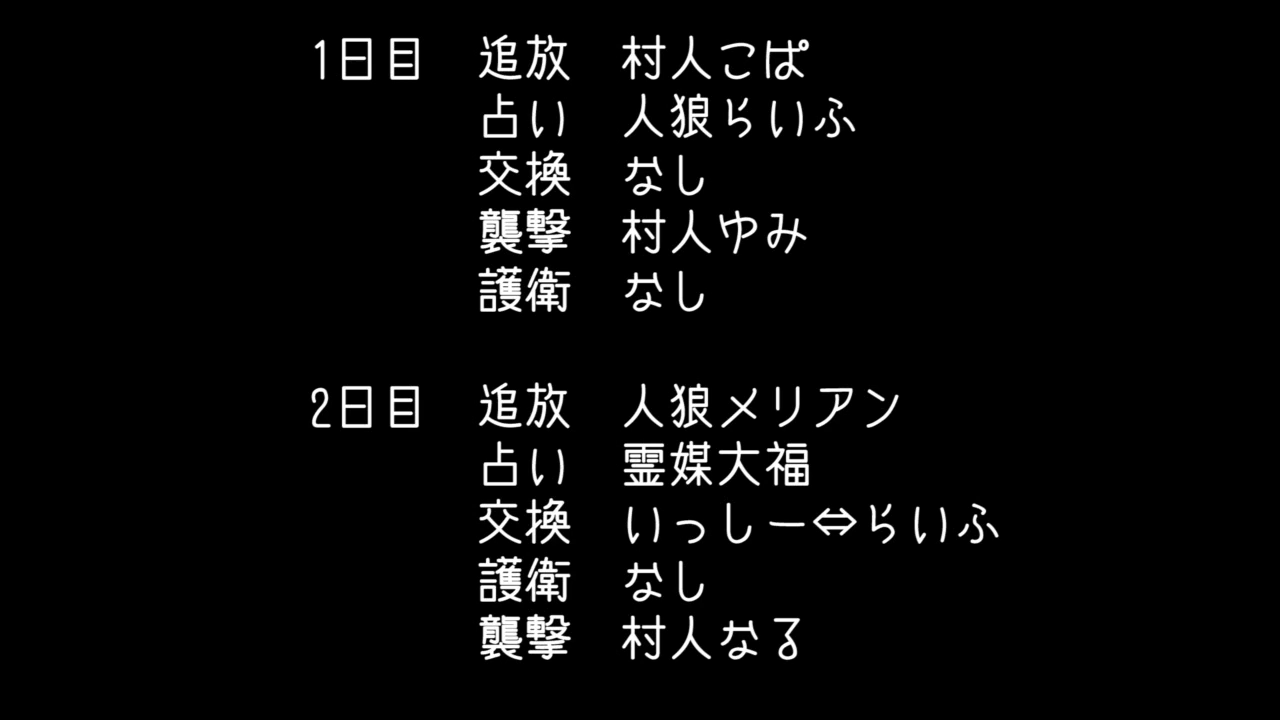 1日目 追放 村人こぱ
占い 人狼らいふ
交換 なし
襲撃 村人ゆみ
護衛 なし
2日目 追放 人狼メリアン
占い 霊媒大福
交換 いっしー⇔らいふ
護衛 なし
襲撃 村人なる